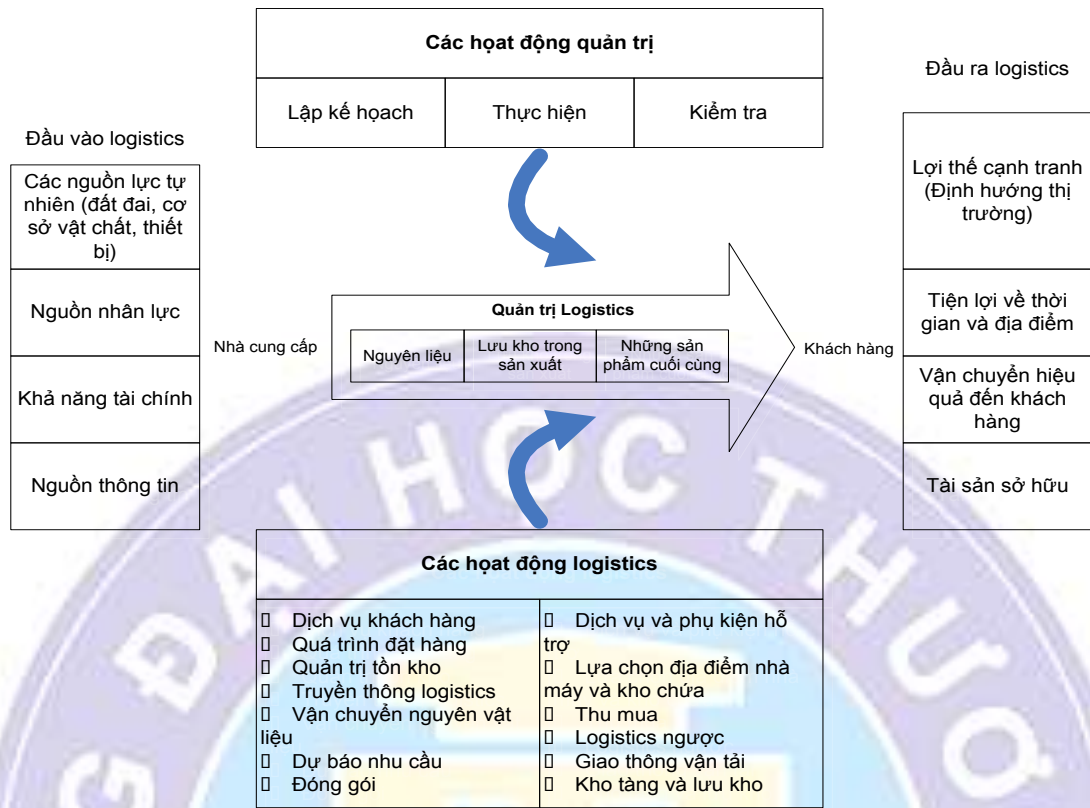 Các họat động quản trị
Lập kế họach
Thực hiện
Kiểm tra
Đầu vào logistics
Các nguồn lực tự
nhiên (đất đai, cơ
sở vật chất, thiết
bị)
Nguồn nhân lực
Khả năng tài chính
Nguồn thông tin
Nhà cung cấp
Quản trị Logistics
Nguyên liệu
Lưu kho trong
sản xuất
Những sản
phẩm cuối cùng
Khách hàng
Đầu ra logistics
Lợi thế cạnh tranh
(Định hướng thị
trường)
Tiện lợi về thời
gian và địa điểm
Vận chuyển hiệu
quả đến khách
hàng
Tài sản sở hữu
Các họat động logistics
Dịch vụ khách hàng
Quá trình đặt hàng
Quản trị tồn kho
Truyền thông logistics
Vận chuyển nguyên vật
liệu
Dự báo nhu cầu
Đóng gói
Dịch vụ và phụ kiện hỗ
trợ
Lựa chọn địa điểm nhà
máy và kho chứa
Thu mua
Logistics ngược
Giao thông vận tải
Kho tàng và lưu kho
G ĐẠI HỌC THƯƠ